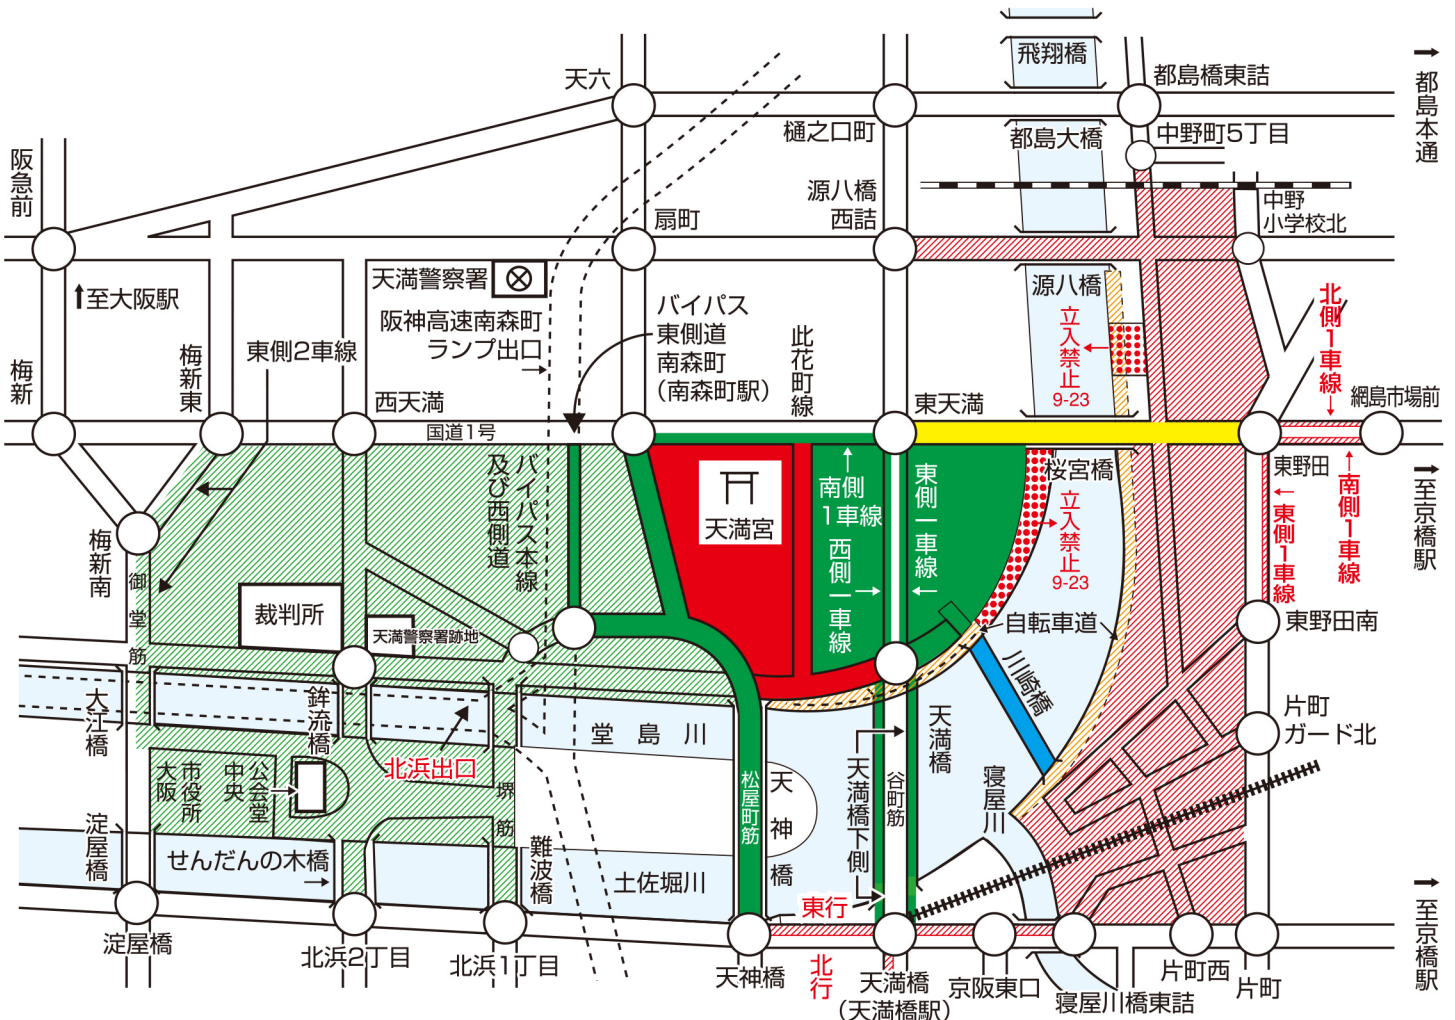 飛翔橋
天六
都島橋東詰
都島本通
樋之口町
都島大橋
中野町5丁目
阪急前
源八橋
西詰
扇町
中野
小学校北
天満警察署
源八橋
至大阪駅
阪神高速南森町
ランプ出口
バイパス
東側道
南森町
(南森町駅)
此花町線
立入禁止
9-23
北側1車線
梅新
梅新東
東側2車線
西天満
国道1号
東天満
網島市場前
バイパス本線
及び西側道
天満宮
南側
1車線
東側一車線
西側一車線
桜宮橋
立入禁止
9-23
東野田
東側1車線
南側1車線
至京橋駅
梅新南
御堂筋
裁判所
天満警察署跡地
自転車道
東野田南
大江橋
鉾流橋
北浜出口
堂島川
天満橋
川崎橋
片町
ガード北
大阪
市役所
中央
公会堂
堺筋
松屋町筋
天神橋
天満橋下側
谷町筋
寝屋川
淀屋橋
せんだんの木橋
難波橋
土佐堀川
東行
至京橋駅
淀屋橋
北浜2丁目
北浜1丁目
天神橋
北行
天満橋
(天満橋駅)
京阪東口
寝屋川橋東詰
片町西
片町